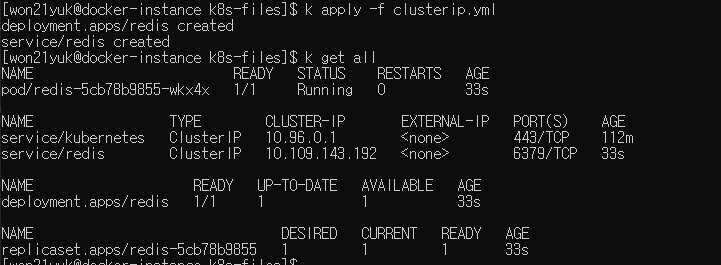 [won21yuk@docker-instance k8s-files]$ k apply -f clusterip.yml
deployment.apps/redis created
service/redis created
[won21yuk@docker-instance k8s-files]$ k get all
NAME                         READY   STATUS    RESTARTS   AGE
pod/redis-5cb78b9855-wkx4x   1/1     Running   0          33s
NAME                 TYPE        CLUSTER-IP       EXTERNAL-IP   PORT(S)    AGE
service/kubernetes   ClusterIP   10.96.0.1        <none>        443/TCP    112m
service/redis        ClusterIP   10.109.143.192   <none>        6379/TCP   33s
NAME                    READY   UP-TO-DATE   AVAILABLE   AGE
deployment.apps/redis   1/1     1            1           33s
NAME                               DESIRED   CURRENT   READY   AGE
replicaset.apps/redis-5cb78b9855   1         1         1       33s
[won21yuk@docker-instance k8s-files]$